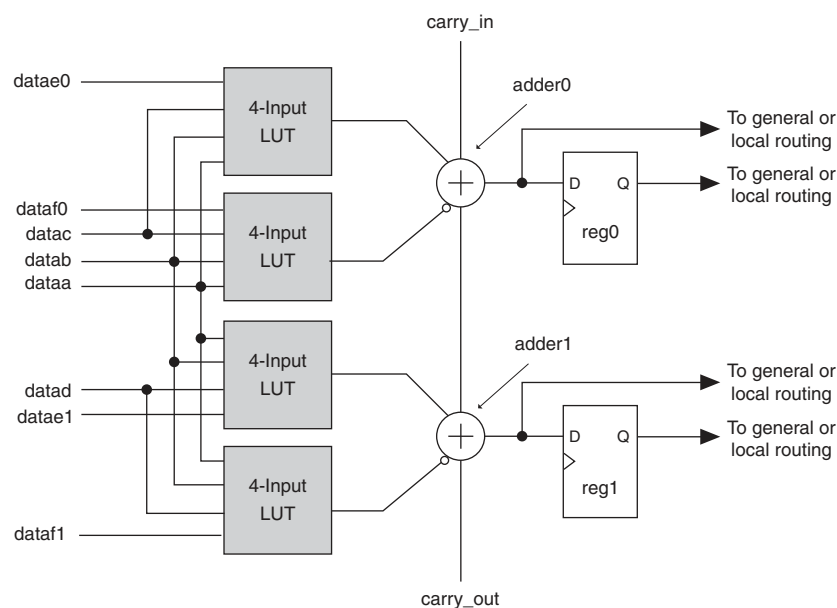 carry_in
datae0
4-Input
LUT
adder0
To general or
local routing
dataf0
datac
datab
dataa
4-Input
LUT
D
Q
reg0
To general or
local routing
4-Input
LUT
adder1
To general or
local routing
datad
datae1
D
Q
reg1
To general or
local routing
4-Input
LUT
dataf1
carry_out